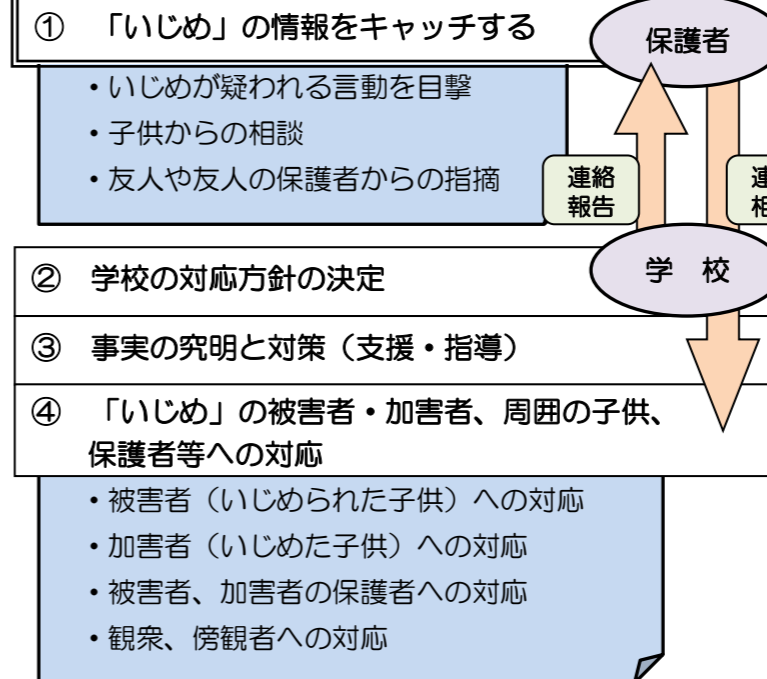 ① 「いじめ」の情報をキャッチする
保護者
・いじめが疑われる言動を目撃
・子供からの相談
・友人や友人の保護者からの指摘
連絡
報告
② 学校の対応方針の決定
学 校
③ 事実の究明と対策（支援・指導）
④ 「いじめ」の被害者・加害者、周囲の子供、
保護者等への対応
・被害者（いじめられた子供）への対応
・加害者（いじめた子供）への対応
・被害者、加害者の保護者への対応
・観衆、傍観者への対応